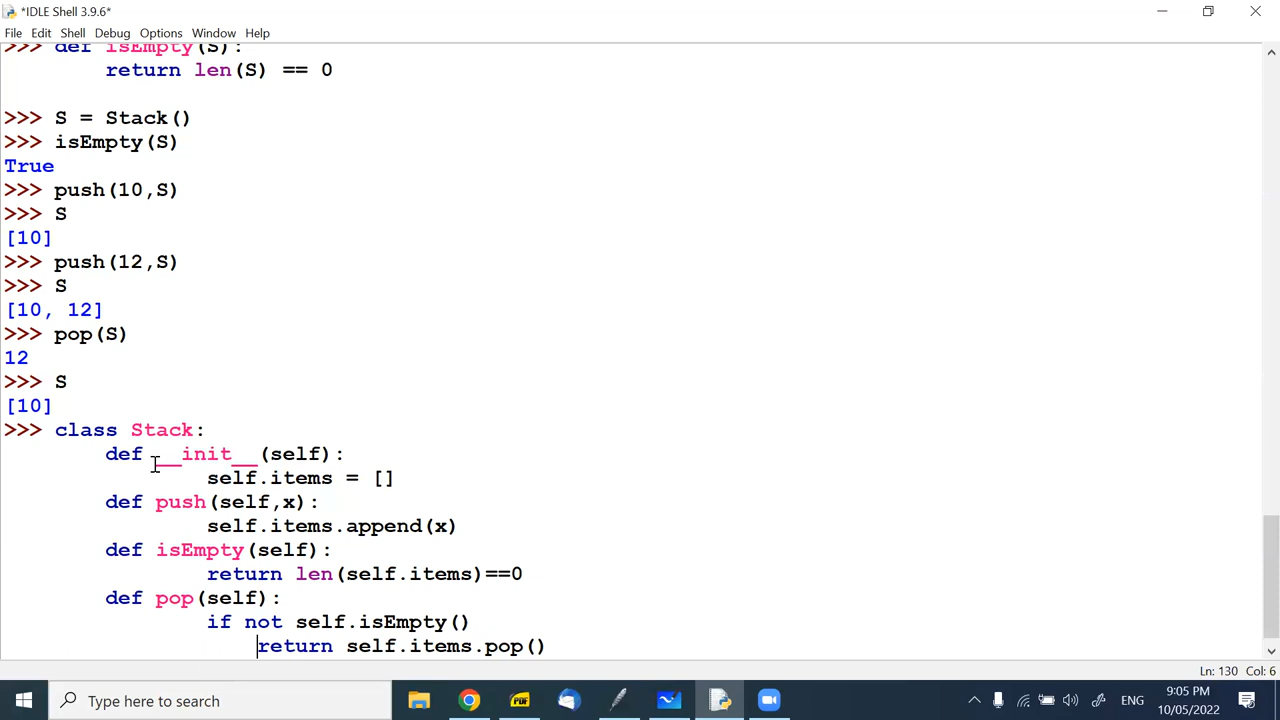 *IDLE Shell 3.9.6*
File Edit Shell Debug Options Window Help
>>> def isEmpty(S):
return len(S) == 0
>>> S = Stack()
>>> isEmpty(S)
True
>>> push(10,S)
>>> S
[10]
>>> push(12,S)
>>> S
[10, 12]
>>> pop(S)
12
>>> S
[10]
>>> class Stack:
def __init__(self):
self.items = []
def push(self,x):
self.items.append(x)
def isEmpty(self):
return len(self.items)==0
def pop(self):
if not self.isEmpty()
return self.items.pop()
Ln: 130 Col: 6
Type here to search
PDF
ENG
9:05 PM
10/05/2022